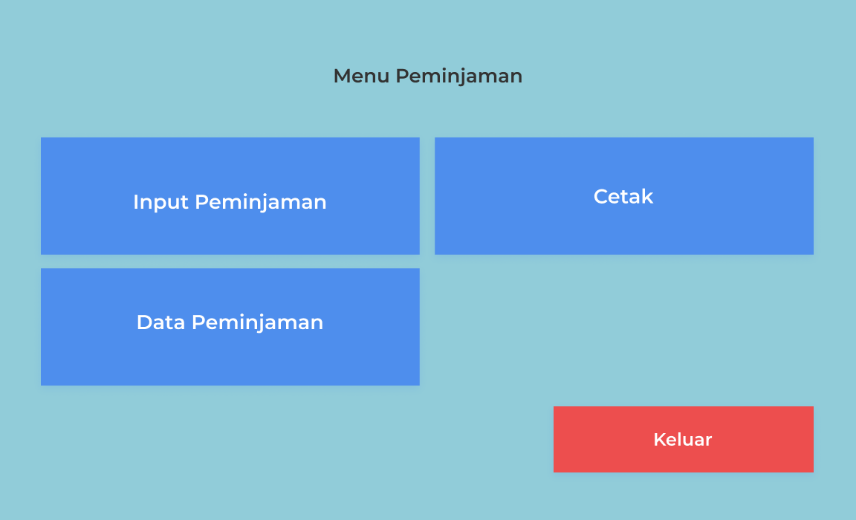 Menu Peminjaman
Input Peminjaman
Cetak
Data Peminjaman
Keluar